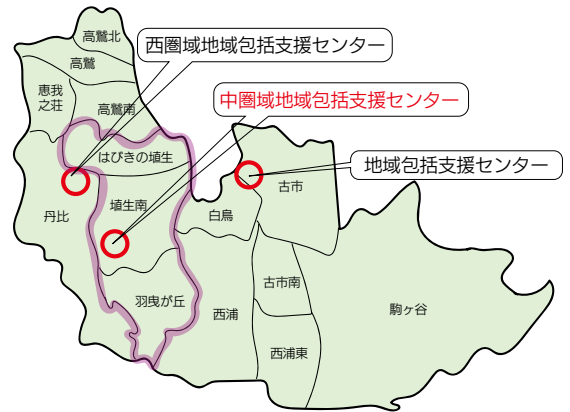 高鷲北
西圏域地域包括支援センター
高鷲
恵我
之荘
高鷲南
中圏域地域包括支援センター
はびきの埴生
地域包括支援センター
古市
埴生南
丹比
白鳥
羽曳が丘
西浦
古市南
駒ヶ谷
西浦東